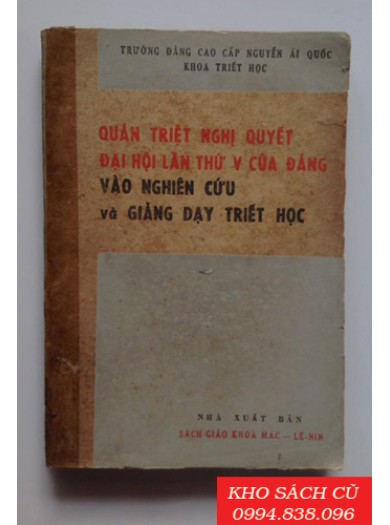 TRƯỜNG ĐẢNG CAO CẤP NGUYỄN ÁI QUỐC
KHOA TRIẾT HỌC
QUÁN TRIỆT NGHỊ QUYẾT
ĐẠI HỘI LẦN THỨ V CỦA ĐẢNG
VÀO NGHIÊN CỨU
và GIẢNG DẠY TRIẾT HỌC
NHÀ XUẤT BẢN
SÁCH GIÁO KHOA MÁC - LÊ-NIN
KHO SÁCH CŨ
0994.838.096